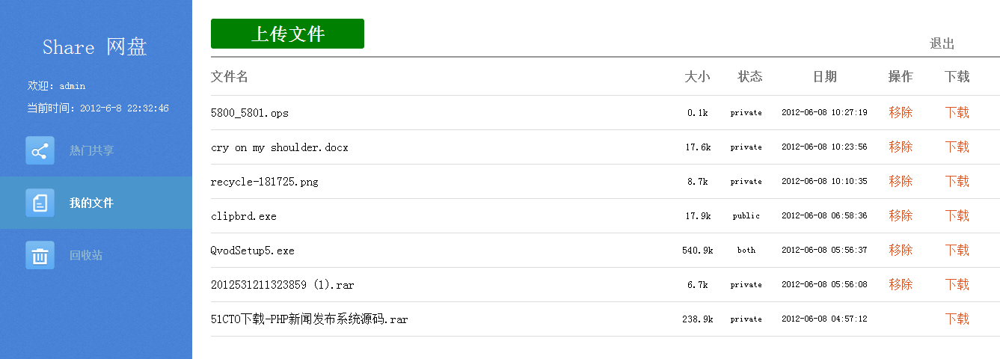 Share 网盘
欢迎: admin
当前时间: 2012-6-8 22:32:46
热门共享
我的文件
回收站
上传文件
退出
文件名 大小 状态 日期 操作 下载
5800_5801.ops 0.1k private 2012-06-08 10:27:19 移除 下载
cry on my shoulder.docx 17.6k private 2012-06-08 10:23:56 移除 下载
recycle-181725.png 8.7k private 2012-06-08 10:10:35 移除 下载
clipbrd.exe 17.9k public 2012-06-08 06:58:36 移除 下载
QvodSetup5.exe 540.9k both 2012-06-08 05:56:37 移除 下载
2012531211323859 (1).rar 6.7k private 2012-06-08 05:56:08 移除 下载
51CTO下载-PHP新闻发布系统源码.rar 238.9k private 2012-06-08 04:57:12 下载